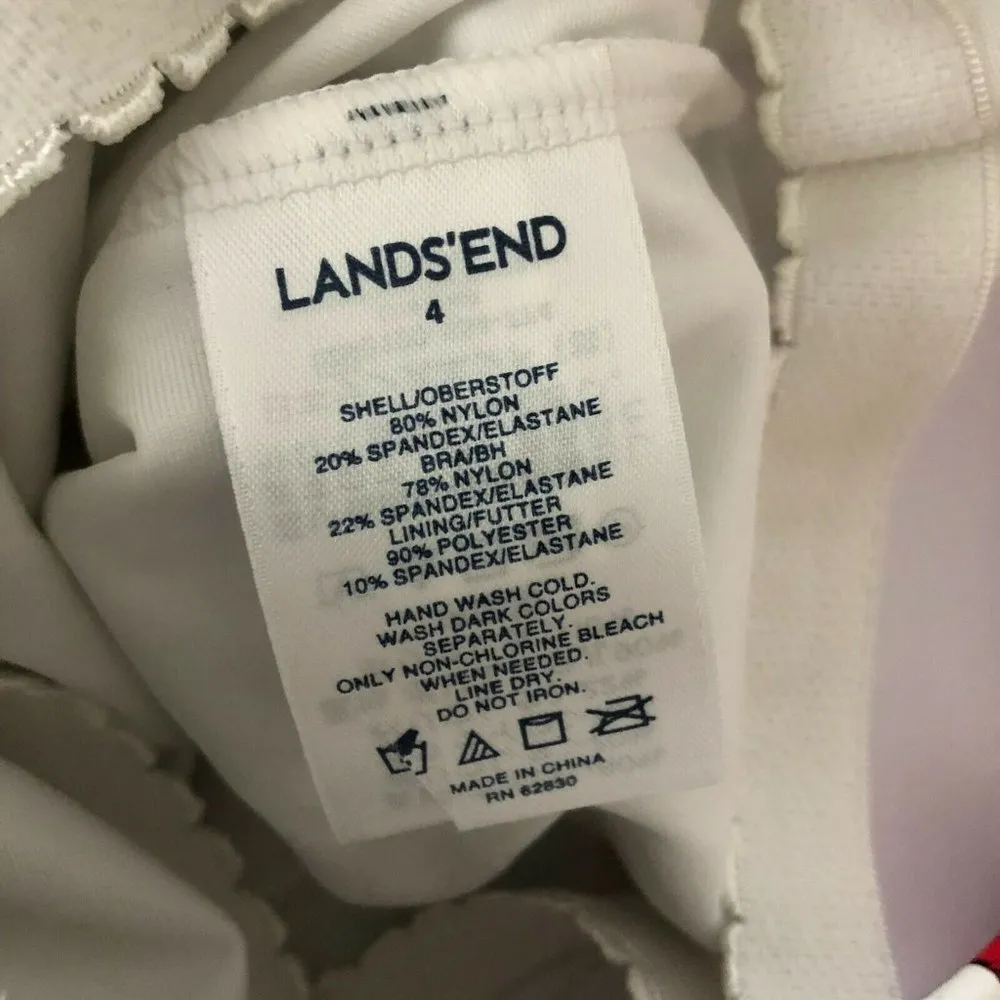 LANDS'END
4
SHELL/OBERSTOFF
80% NYLON
20% SPANDEX/ELASTANE
BRA/BH
78% NYLON
22% SPANDEX/ELASTANE
LINING/FUTTER
90% POLYESTER
10% SPANDEX/ELASTANE
HAND WASH COLD.
WASH DARK COLORS
SEPARATELY.
ONLY NON-CHLORINE BLEACH
WHEN NEEDED.
LINE DRY.
DO NOT IRON.
MADE IN CHINA
RN 62830